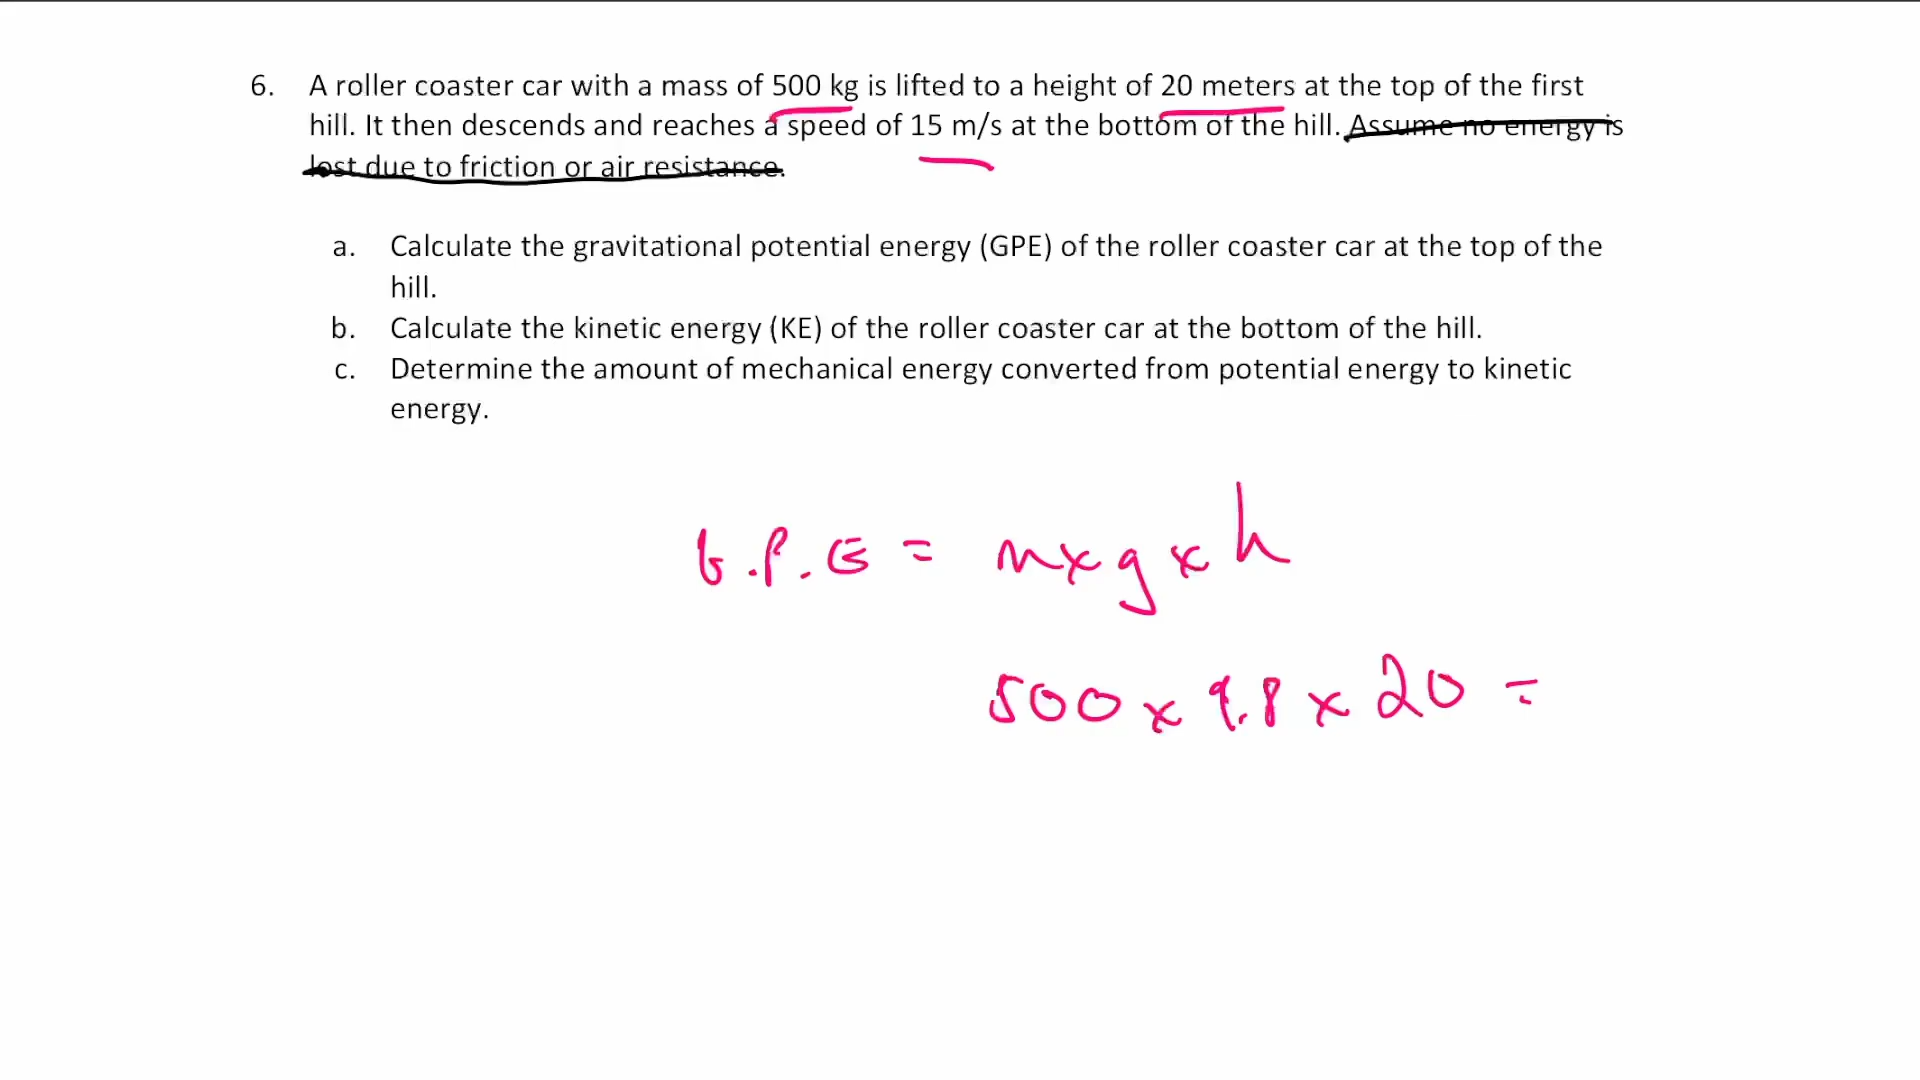 6. A roller coaster car with a mass of 500 kg is lifted to a height of 20 meters at the top of the first
hill. It then descends and reaches a speed of 15 m/s at the bottom of the hill. Assume no energy is
lost due to friction or air resistance.
a. Calculate the gravitational potential energy (GPE) of the roller coaster car at the top of the
hill.
b. Calculate the kinetic energy (KE) of the roller coaster car at the bottom of the hill.
c. Determine the amount of mechanical energy converted from potential energy to kinetic
energy.
G.P.E = m x g x h
500 x 9.8 x 20 =